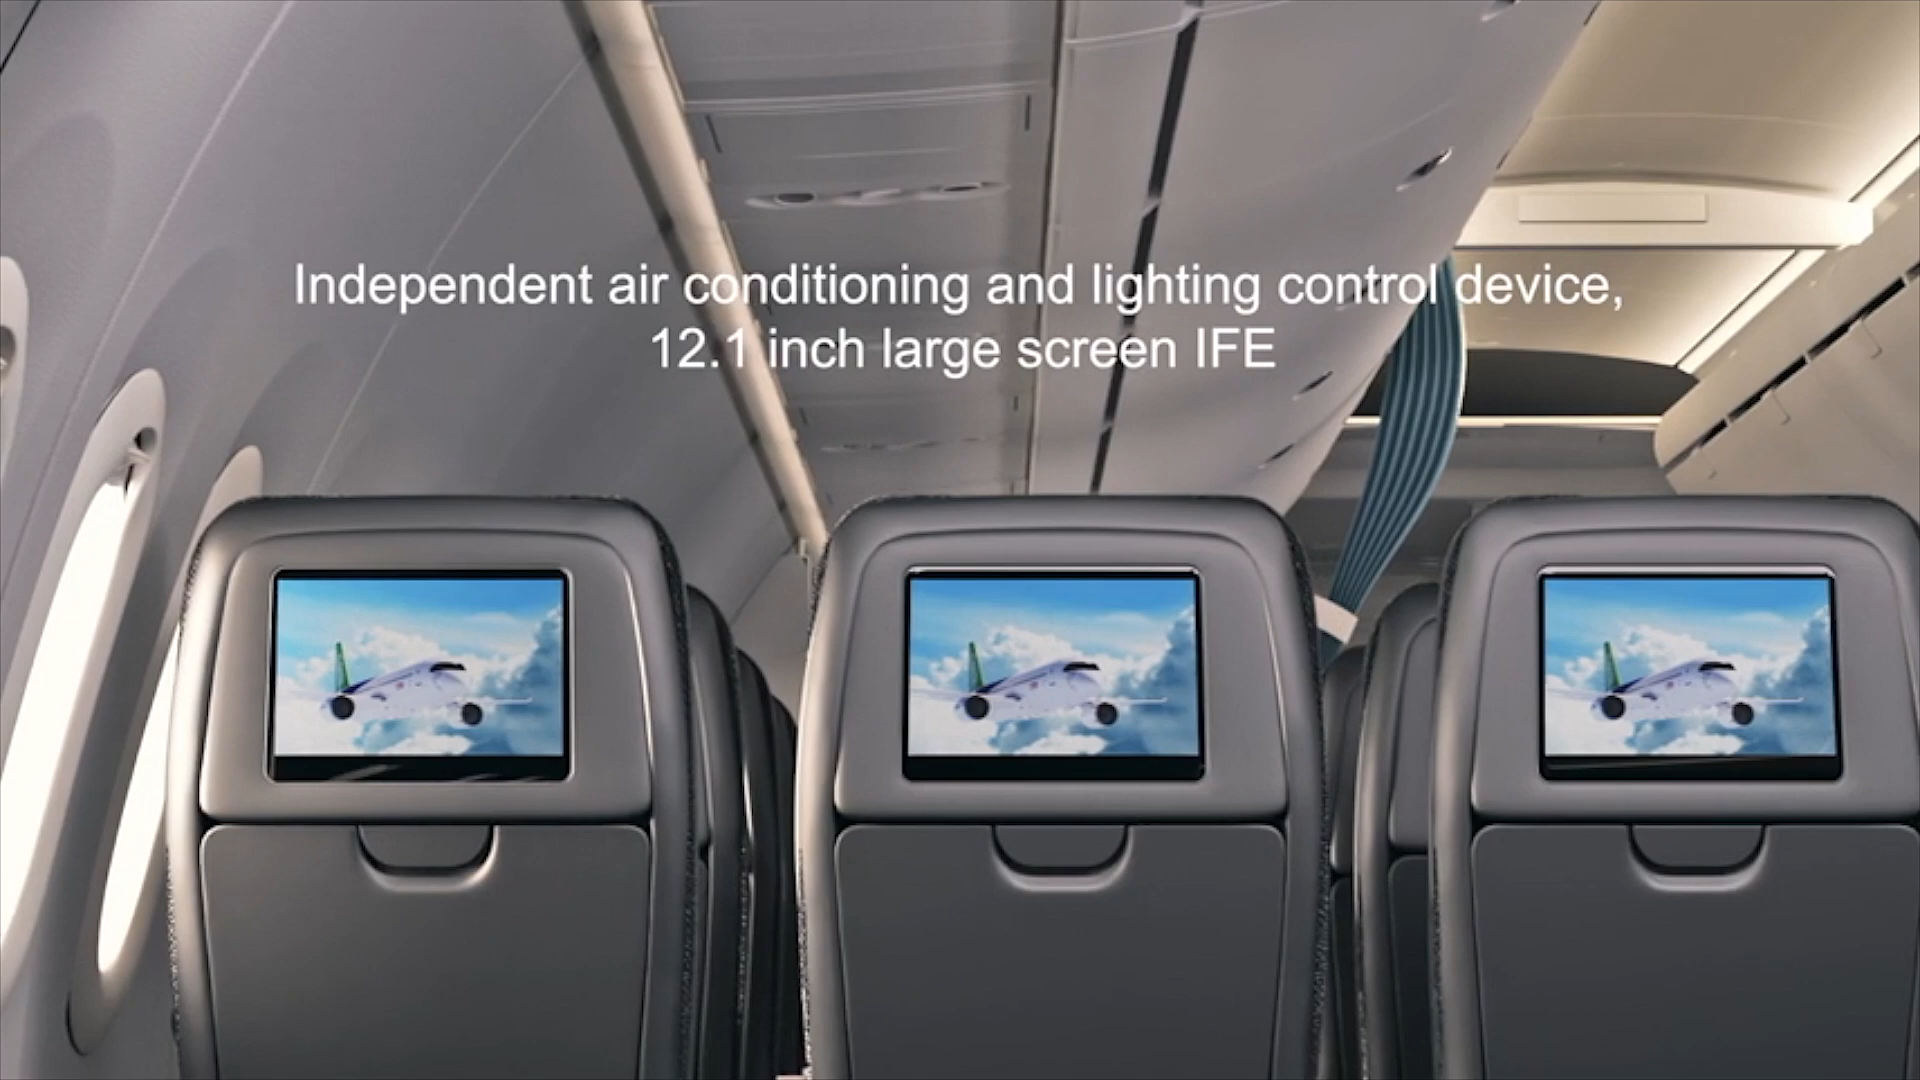 Independent air conditioning and lighting control device,
12.1 inch large screen IFE